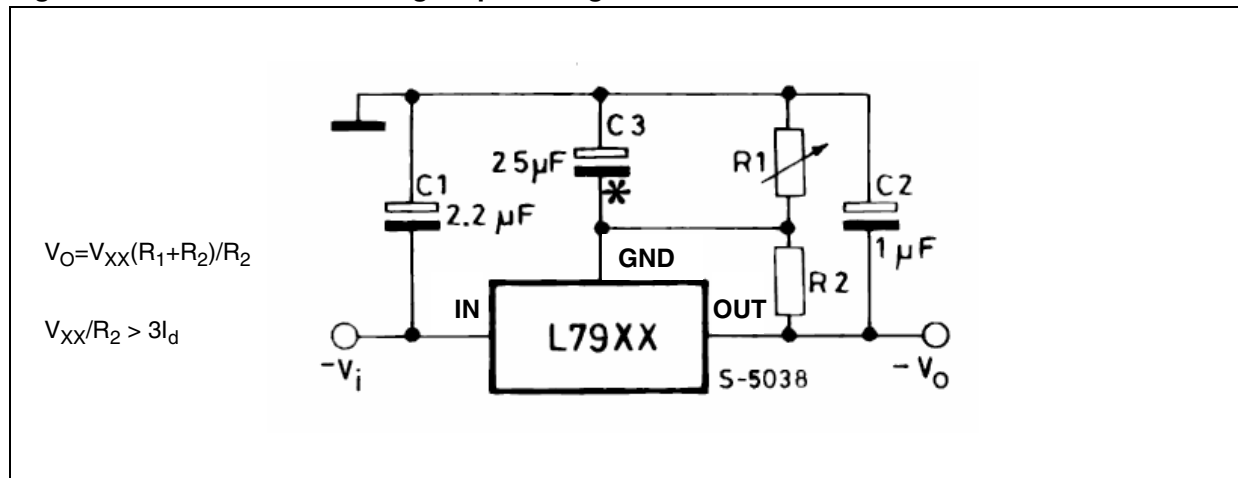 C3
25µF
*
R1
C1
2.2 µF
C2
1 µF
V_O=V_XX(R_1+R_2)/R_2
GND
R2
IN
OUT
V_XX/R_2 > 3I_d
L79XX
-V_i
S-5038
-V_o